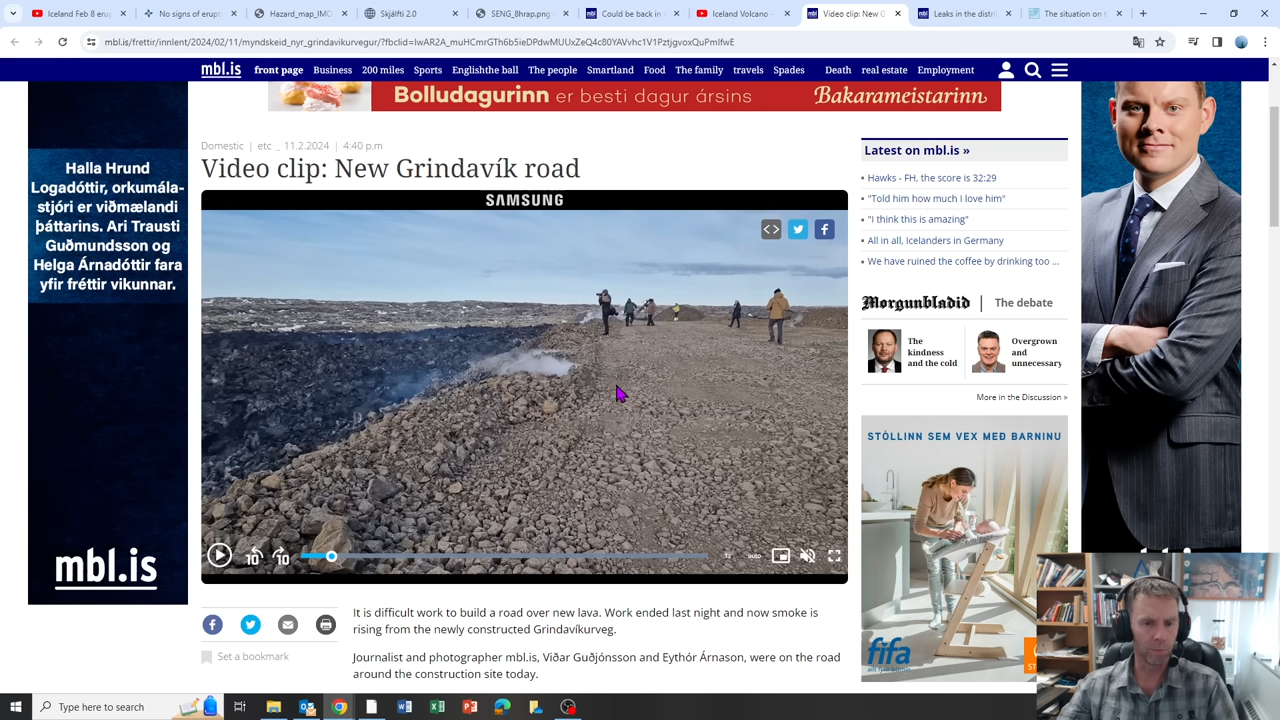 Iceland Feb 8 erup
No signs of erupti
Hazard_map_IMO
Skjálfti 2.0
SENG_8hrap.png
Could be back in
Iceland Volcano -
Video clip: New G
Leaks in the distri
The situation on t
mbl.is/frettir/innlent/2024/02/11/myndskeid_nyr_grindavikurvegur/?fbclid=IwAR2A_muHCmrGTh6b5ieDPdwMUUxZeQ4c80YAVvhc1V1PztjgvoxQuPmIfwE
mbl.is front page Business 200 miles Sports Englishthe ball The people Smartland Food The family travels Spades Death real estate Employment
Bolludagurinn er besti dagur ársins Bakarameistarinn
Halla Hrund
Logadóttir, orkumála-
stjóri er viðmælandi
þáttarins. Ari Trausti
Guðmundsson og
Helga Árnadóttir fara
yfir fréttir vikunnar.
mbl.is
Domestic | etc _ 11.2.2024 | 4:40 p.m
Video clip: New Grindavík road
SAMSUNG
10
10
1x
auto
It is difficult work to build a road over new lava. Work ended last night and now smoke is
rising from the newly constructed Grindavíkurveg.
Set a bookmark
Journalist and photographer mbl.is, Viðar Guðjónsson and Eythór Árnason, were on the road
around the construction site today.
Latest on mbl.is »
Hawks - FH, the score is 32:29
"Told him how much I love him"
"I think this is amazing"
All in all, Icelanders in Germany
We have ruined the coffee by drinking too ...
Morgunbladid | The debate
The
kindness
and the cold
Overgrown
and
unnecessary
More in the Discussion »
STÓLLINN SEM VEX MEÐ BARNINU
fifa
ST
Type here to search